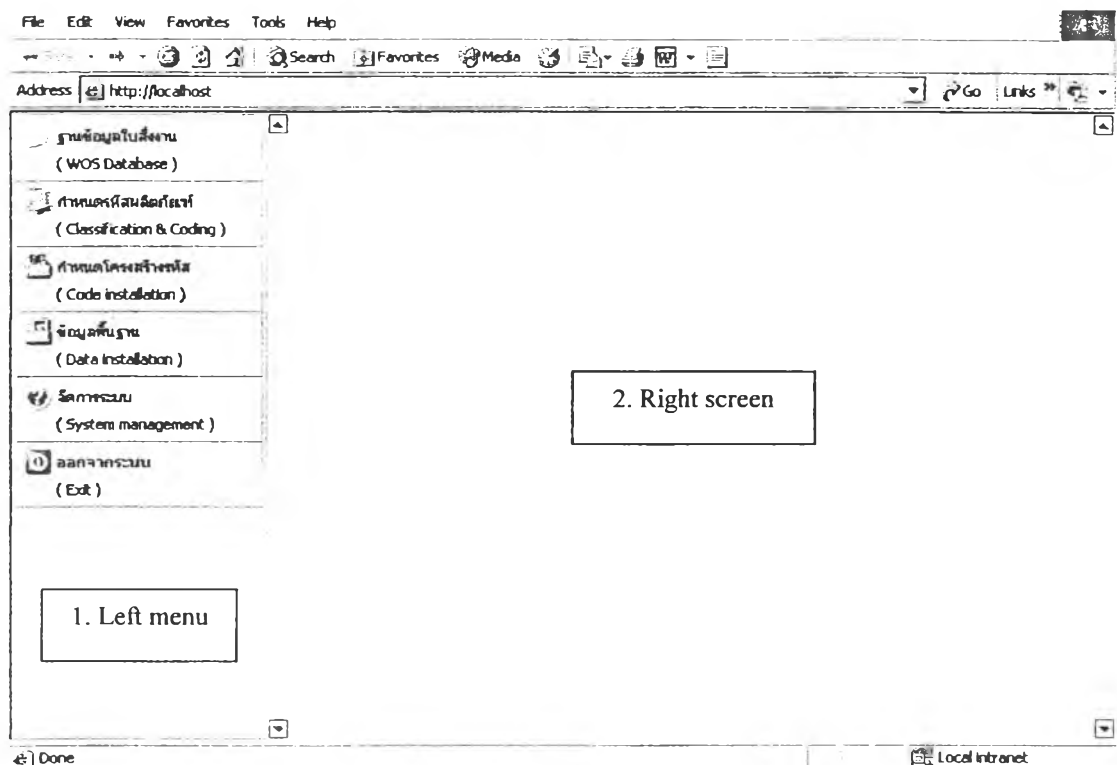 File Edit View Favorites Tools Help
Search Favorites Media
Address http://localhost Go Links »
ฐานข้อมูลใบสั่งงาน
( WOS Database )
กำหนดรหัสผลิตภัณฑ์
( Classification & Coding )
กำหนดโครงสร้างรหัส
( Code installation )
ข้อมูลพื้นฐาน
( Data installation )
จัดการระบบ
( System management )
ออกจากระบบ
( Exit )
2. Right screen
1. Left menu
Done Local intranet